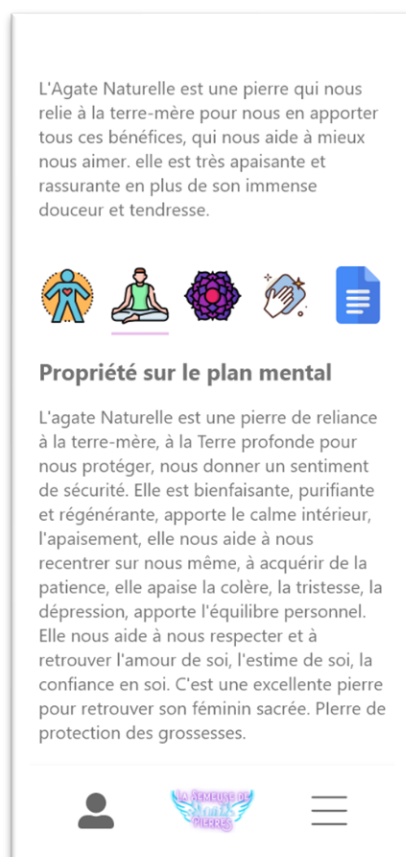 L'Agate Naturelle est une pierre qui nous
relie à la terre-mère pour nous en apporter
tous ces bénéfices, qui nous aide à mieux
nous aimer. elle est très apaisante et
rassurante en plus de son immense
douceur et tendresse.
Propriété sur le plan mental
L'agate Naturelle est une pierre de reliance
à la terre-mère, à la Terre profonde pour
nous protéger, nous donner un sentiment
de sécurité. Elle est bienfaisante, purifiante
et régénérante, apporte le calme intérieur,
l'apaisement, elle nous aide à nous
recentrer sur nous même, à acquérir de la
patience, elle apaise la colère, la tristesse, la
dépression, apporte l'équilibre personnel.
Elle nous aide à nous respecter et à
retrouver l'amour de soi, l'estime de soi, la
confiance en soi. C'est une excellente pierre
pour retrouver son féminin sacrée. PIerre de
protection des grossesses.
La Semeuse de
Pierres